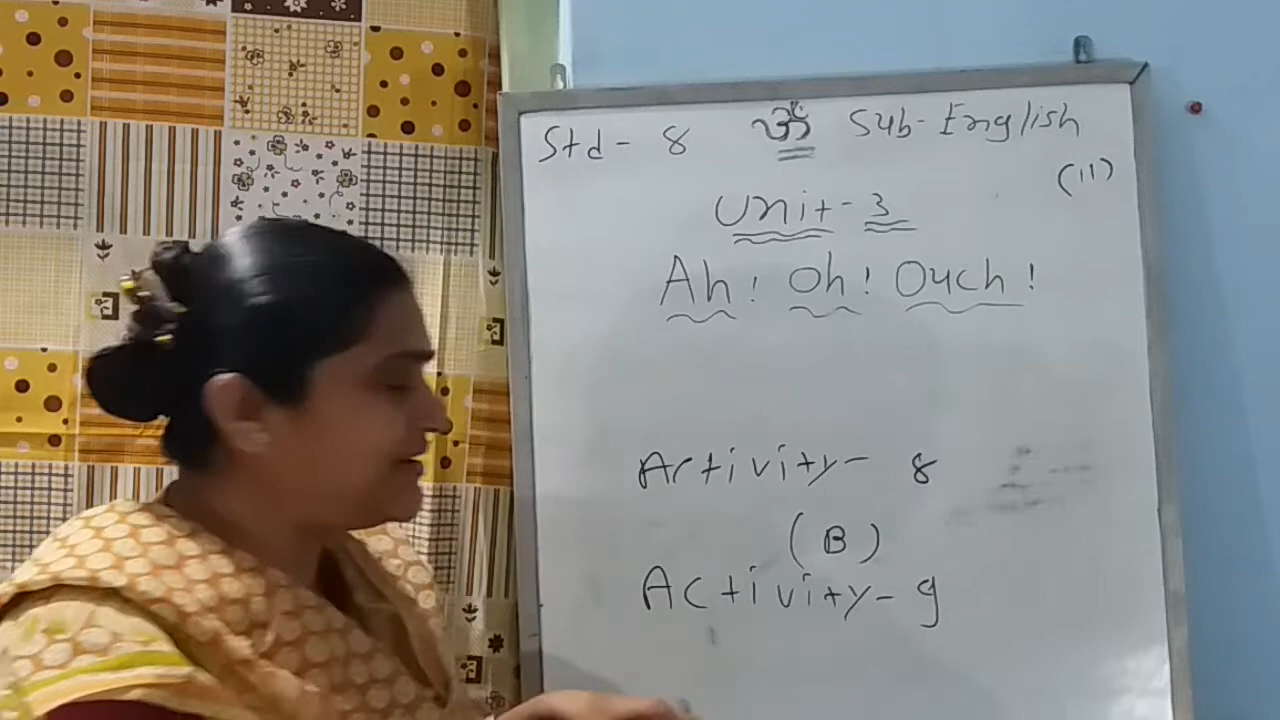 Std - 8 ॐ Sub- English
(11)
Unit - 3
Ah! Oh! Ouch!
Activity - 8
(B)
Activity - 9